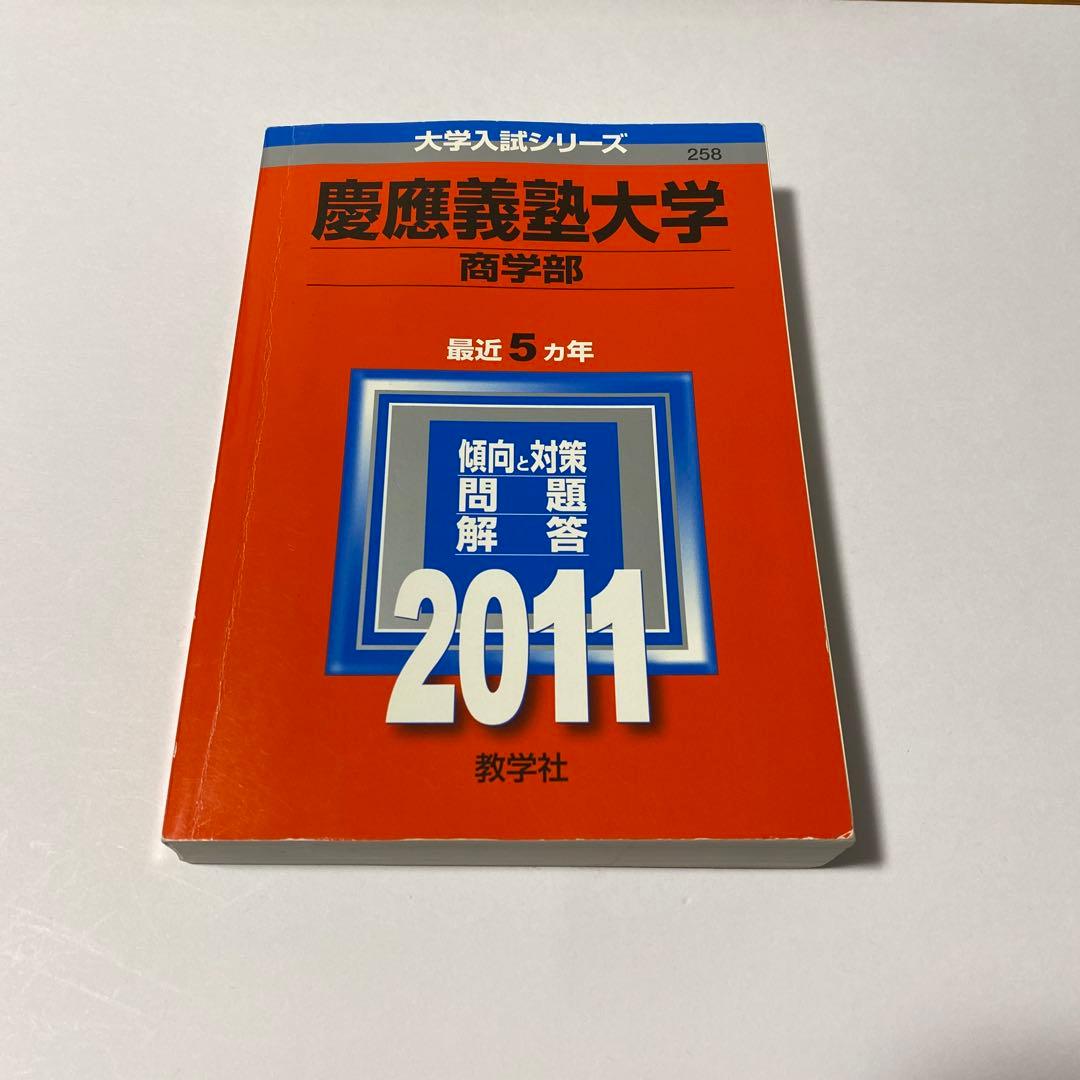 大学入試シリーズ
258
慶應義塾大学
商学部
最近5ヵ年
傾向と対策
問題
解答
2011
教学社